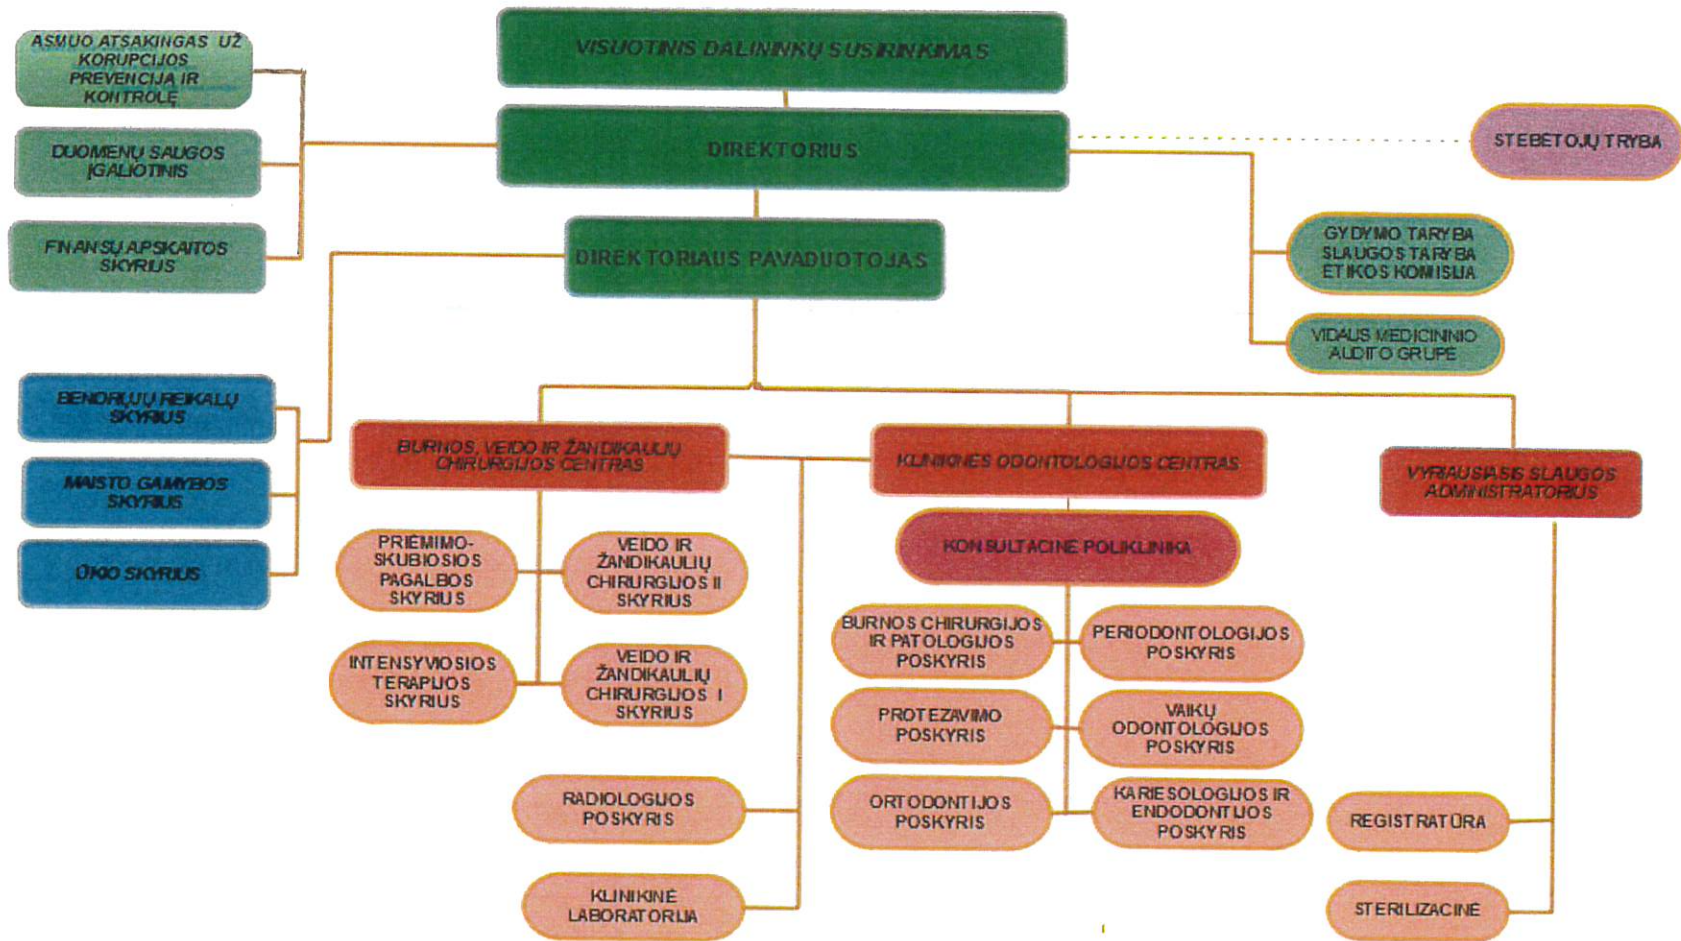 ASMUO ATSAKINGAS UŽ
KORUPCIJOS
PREVENCIJĄ IR
KONTROLĘ
DUOMENŲ SAUGOS
ĮGALIOTINIS
FINANSŲ APSKAITOS
SKYRIUS
VISUOTINIS DALININKŲ SUSIRINKIMAS
DIREKTORIUS
DIREKTORIAUS PAVADUOTOJAS
STEBĖTOJŲ TRYBA
GYDYMO TARYBA
SLAUGOS TARYBA
ETIKOS KOMISIJA
VIDAUS MEDICININIO
AUDITO GRUPĖ
BENDRŲJŲ REIKALŲ
SKYRIUS
MAISTO GAMYBOS
SKYRIUS
ŪKIO SKYRIUS
BURNOS, VEIDO IR ŽANDIKAULIŲ
CHIRURGIJOS CENTRAS
KLINIKINĖS ODONTOLOGIJOS CENTRAS
VYRIAUSIASIS SLAUGOS
ADMINISTRATORIUS
PRIĖMIMO-
SKUBIOSIOS
PAGALBOS
SKYRIUS
VEIDO IR
ŽANDIKAULIŲ
CHIRURGIJOS II
SKYRIUS
INTENSYVIOSIOS
TERAPIJOS
SKYRIUS
VEIDO IR
ŽANDIKAULIŲ
CHIRURGIJOS I
SKYRIUS
RADIOLOGIJOS
POSKYRIS
KLINIKINĖ
LABORATORIJA
KONSULTACINĖ POLIKLINIKA
BURNOS CHIRURGIJOS
IR PATOLOGIJOS
POSKYRIS
PERIODONTOLOGIJOS
POSKYRIS
PROTEZAVIMO
POSKYRIS
VAIKŲ
ODONTOLOGIJOS
POSKYRIS
ORTODONTIJOS
POSKYRIS
KARIESOLOGIJOS IR
ENDODONTIJOS
POSKYRIS
REGISTRATŪRA
STERILIZACINĖ